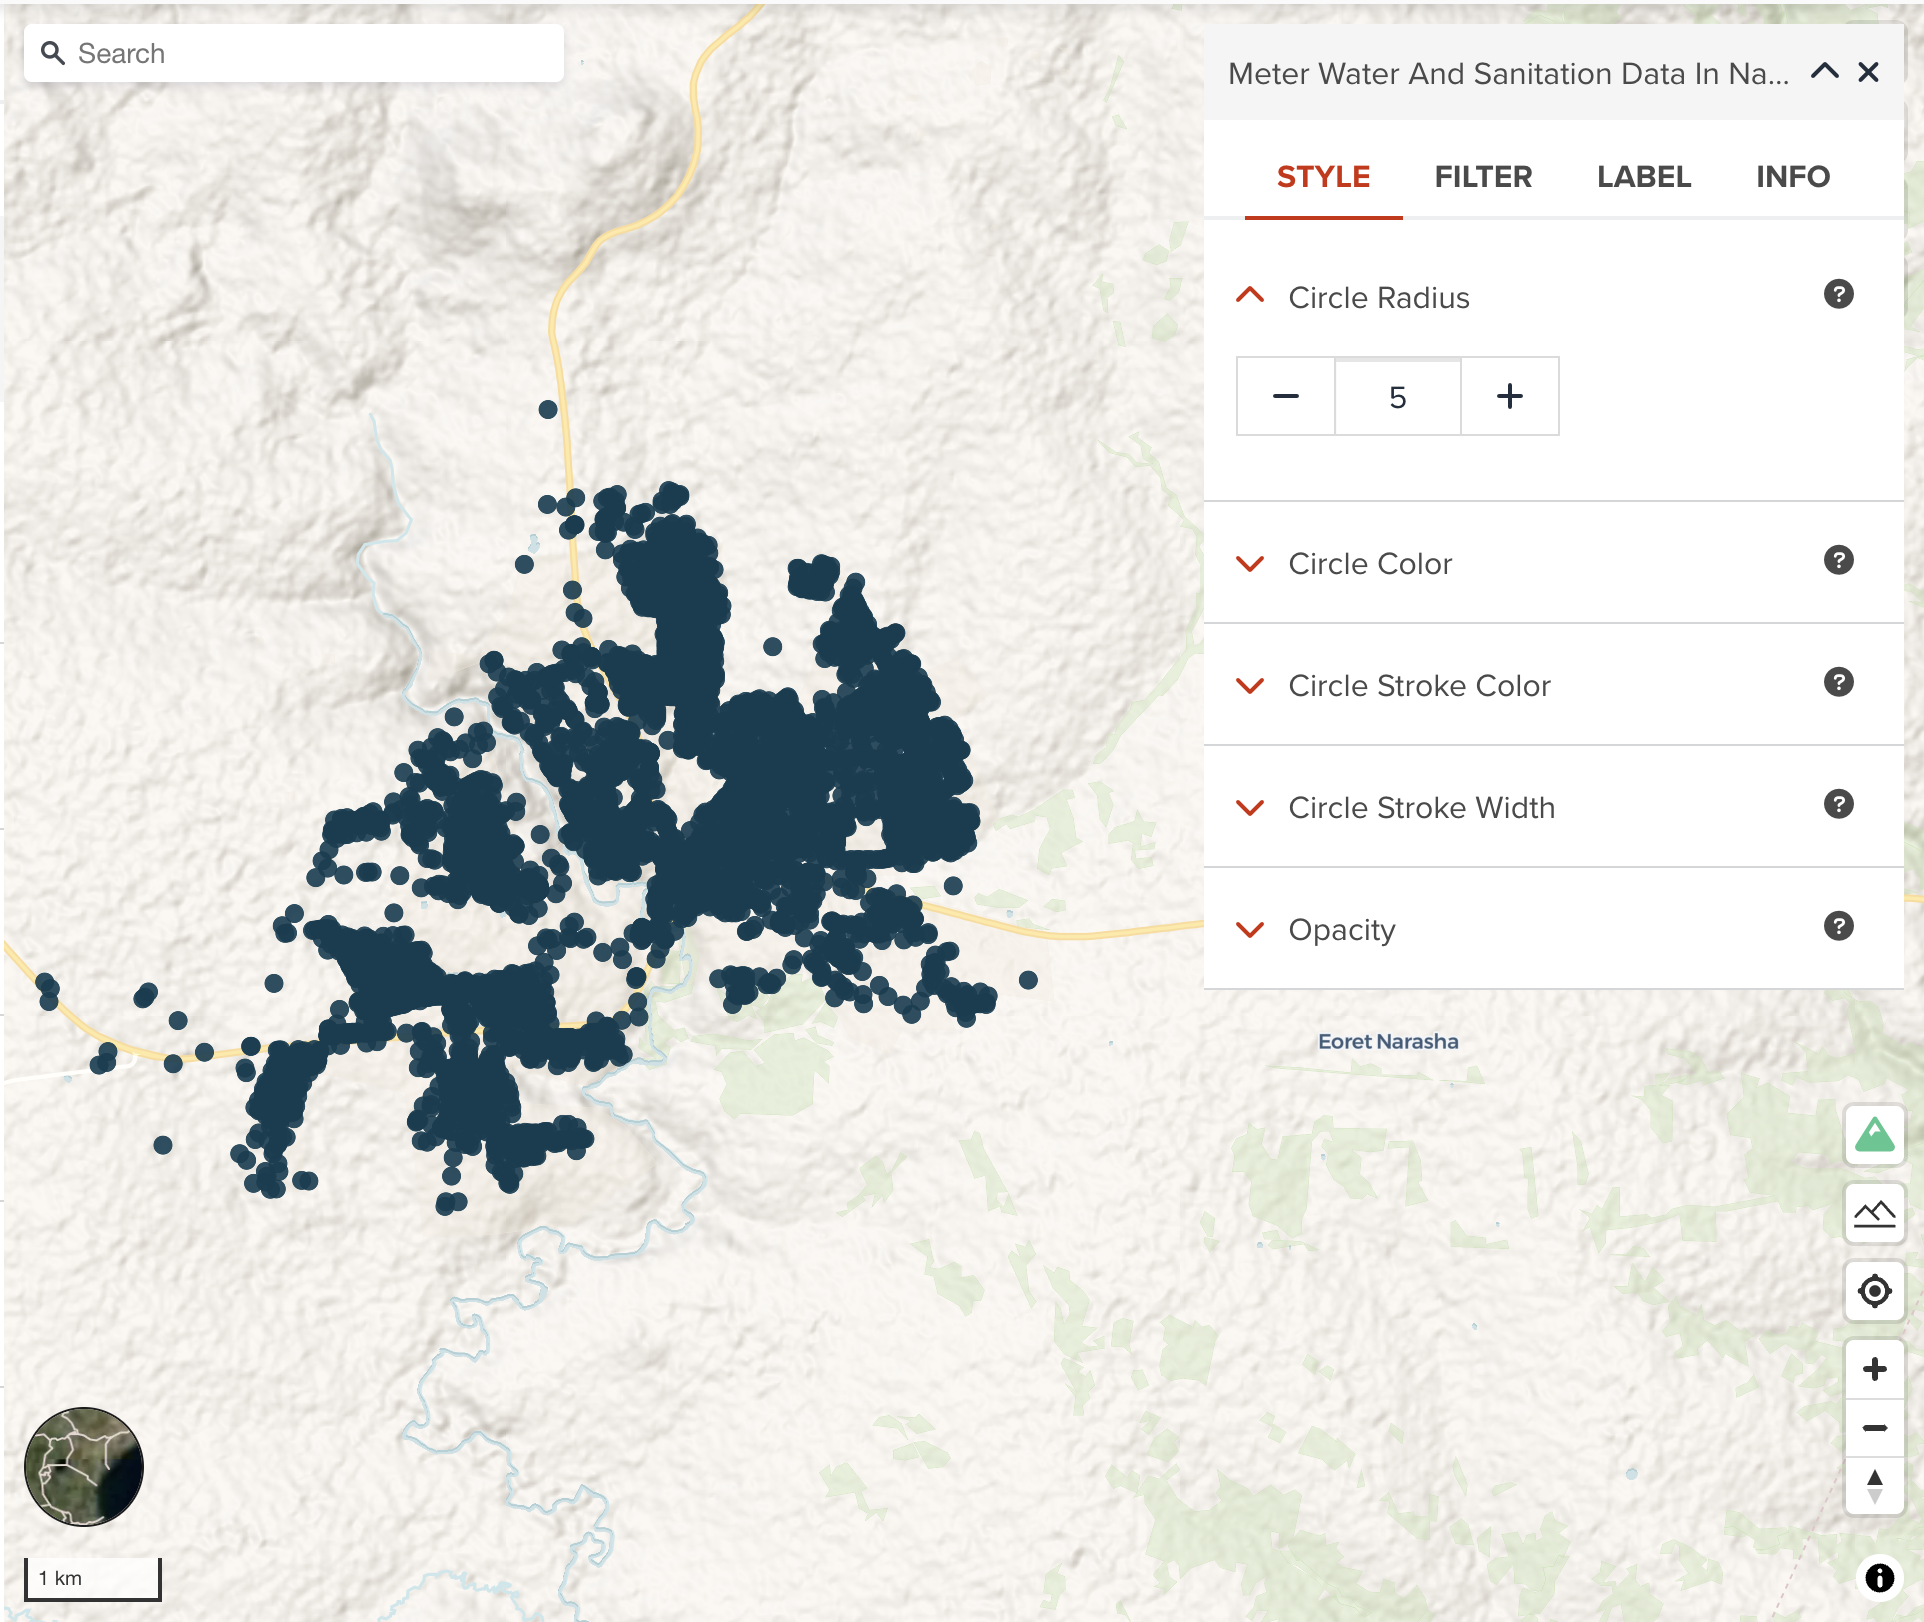 Search
Meter Water And Sanitation Data In Na...
STYLE
FILTER
LABEL
INFO
Circle Radius
?
5
Circle Color
?
Circle Stroke Color
?
Circle Stroke Width
?
Opacity
?
Eoret Narasha
1 km